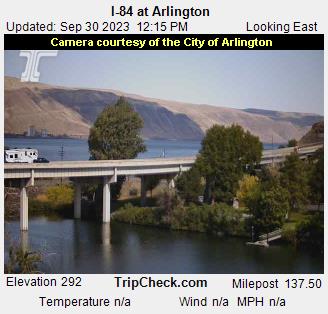 I-84 at Arlington
Updated: Sep 30 2023 12:15 PM Looking East
Camera courtesy of the City of Arlington
Elevation 292 TripCheck.com Milepost 137.50
Temperature n/a Wind n/a MPH n/a